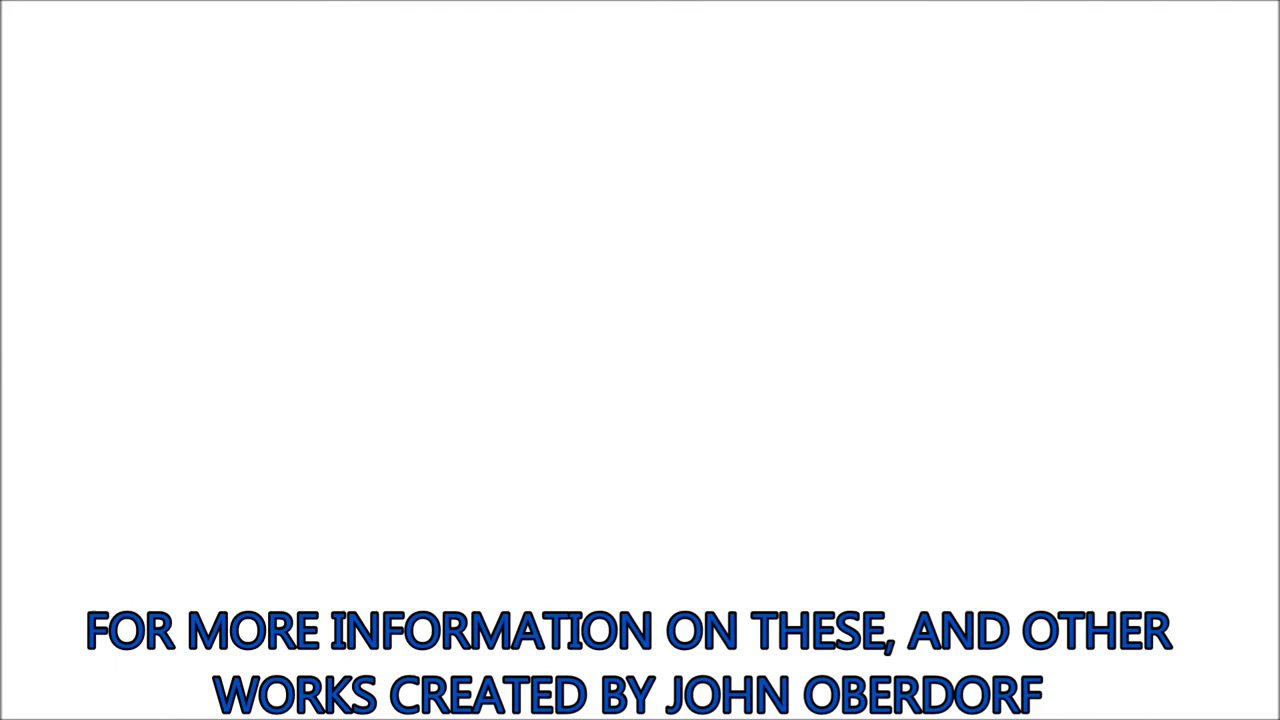 FOR MORE INFORMATION ON THESE, AND OTHER
WORKS CREATED BY JOHN OBERDORF